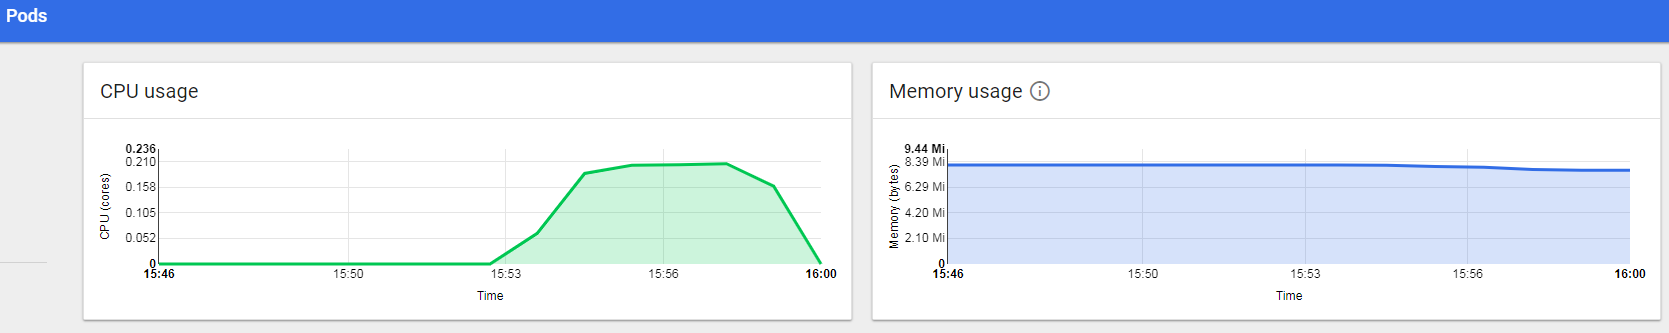 Pods
CPU usage
CPU (cores)
0.236
0.210
0.158
0.105
0.052
0
15:46
15:50
15:53
15:56
16:00
Time
Memory usage
Memory (bytes)
9.44 Mi
8.39 Mi
6.29 Mi
4.20 Mi
2.10 Mi
0
15:46
15:50
15:53
15:56
16:00
Time